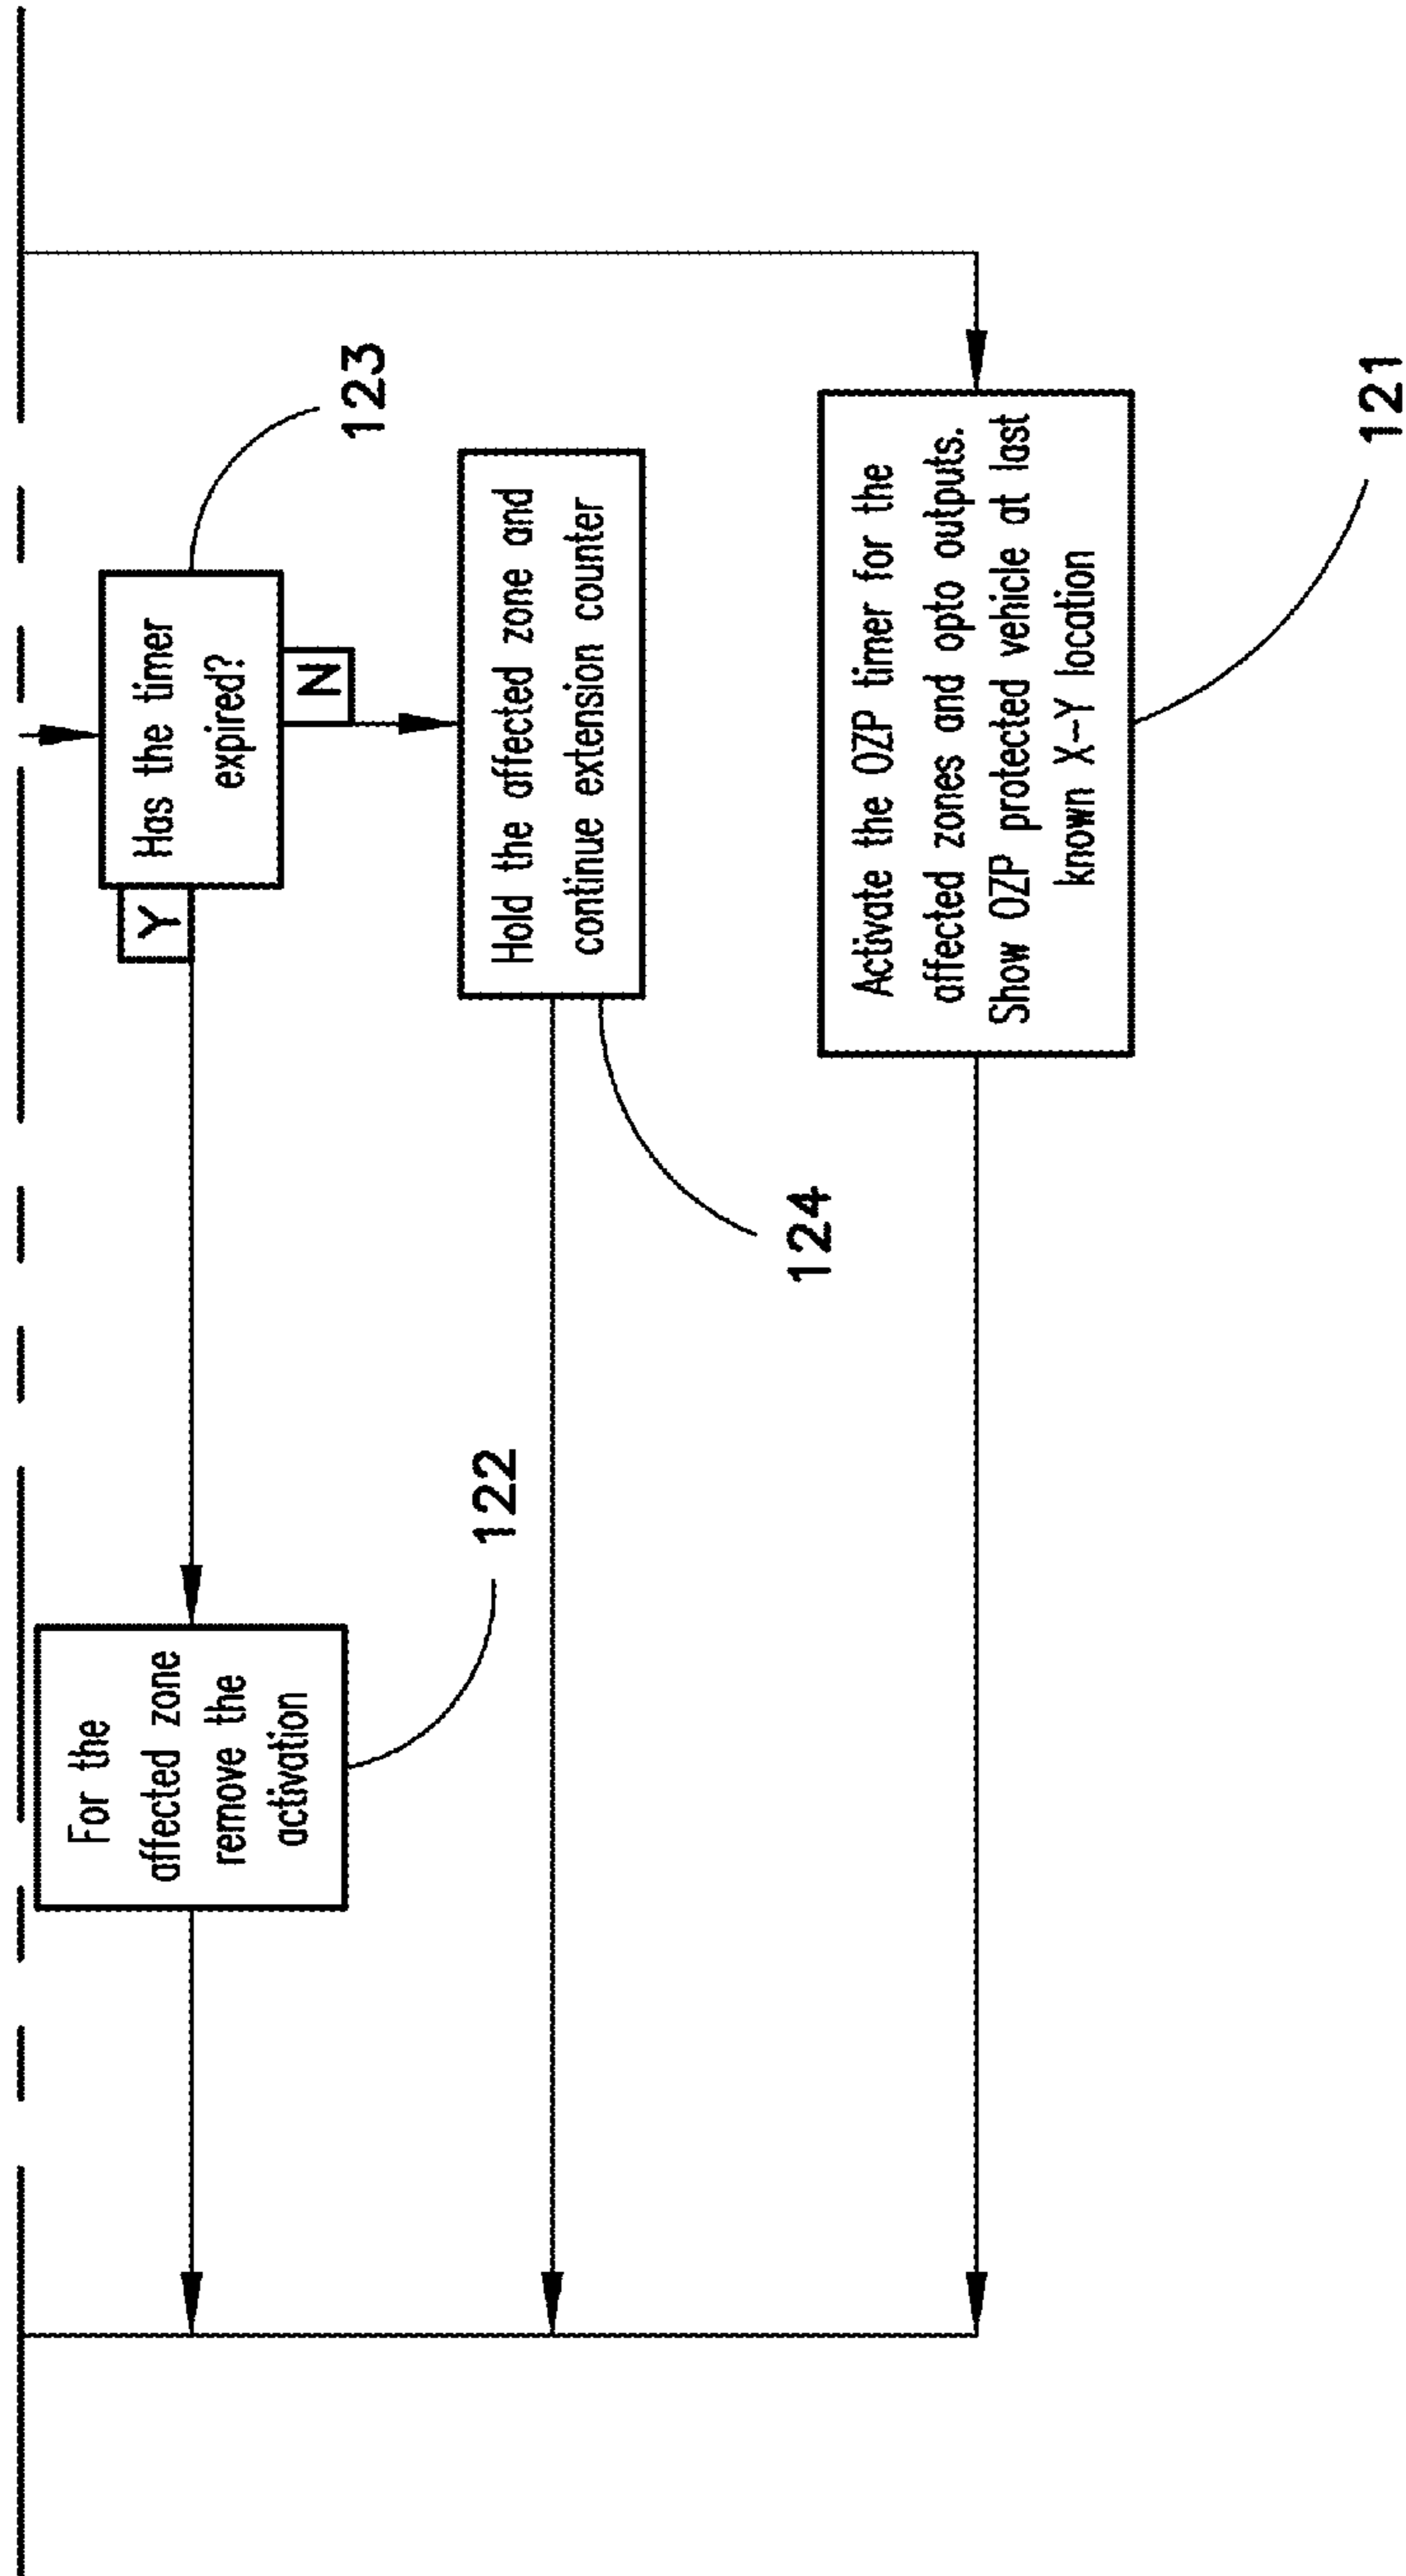 Has the timer
expired?
Y
N
123
Hold the affected zone and
continue extension counter
124
For the
affected zone
remove the
activation
122
Activate the OZP timer for the
affected zones and opto outputs.
Show OZP protected vehicle at last
known X-Y location
121